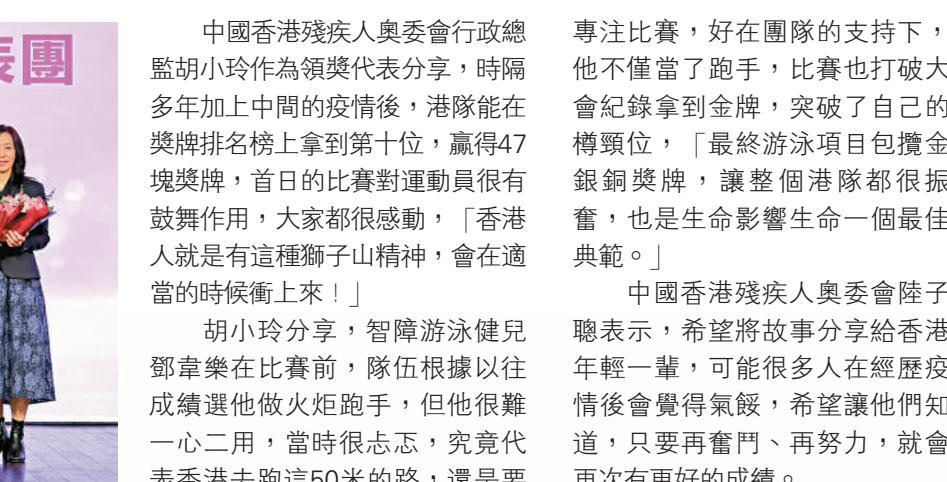 團
中國香港殘疾人奧委會行政總
監胡小玲作為領獎代表分享，時隔
多年加上中間的疫情後，港隊能在
獎牌排名榜上拿到第十位，贏得47
塊獎牌，首日的比賽對運動員很有
鼓舞作用，大家都很感動，「香港
人就是有這種獅子山精神，會在適
當的時候衝上來！」
胡小玲分享，智障游泳健兒
鄧韋樂在比賽前，隊伍根據以往
成績選他做火炬跑手，但他很難
一心二用，當時很忐忑，究竟代
表香港去跑這50米的路，還是要
專注比賽，好在團隊的支持下，
他不僅當了跑手，比賽也打破大
會紀錄拿到金牌，突破了自己的
樽頸位，「最終游泳項目包攬金
銀銅獎牌，讓整個港隊都很振
奮，也是生命影響生命一個最佳
典範。」
中國香港殘疾人奧委會陸子
聰表示，希望將故事分享給香港
年輕一輩，可能很多人在經歷疫
情後會覺得氣餒，希望讓他們知
道，只要再奮鬥、再努力，就會
再次有更好的成績。